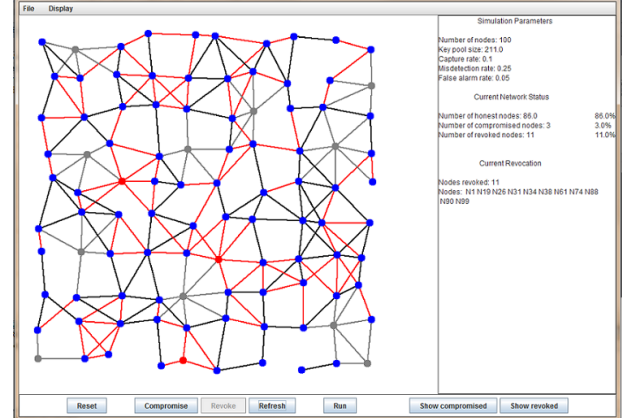 File Display
Simulation Parameters
Number of nodes: 100
Key pool size: 211.0
Capture rate: 0.1
Misdetection rate: 0.25
False alarm rate: 0.05
Current Network Status
Number of honest nodes: 86.0 86.0%
Number of compromised nodes: 3 3.0%
Number of revoked nodes: 11 11.0%
Current Revocation
Nodes revoked: 11
Nodes: N1 N19 N26 N31 N34 N38 N61 N74 N88
N90 N99
Reset Compromise Revoke Refresh Run Show compromised Show revoked